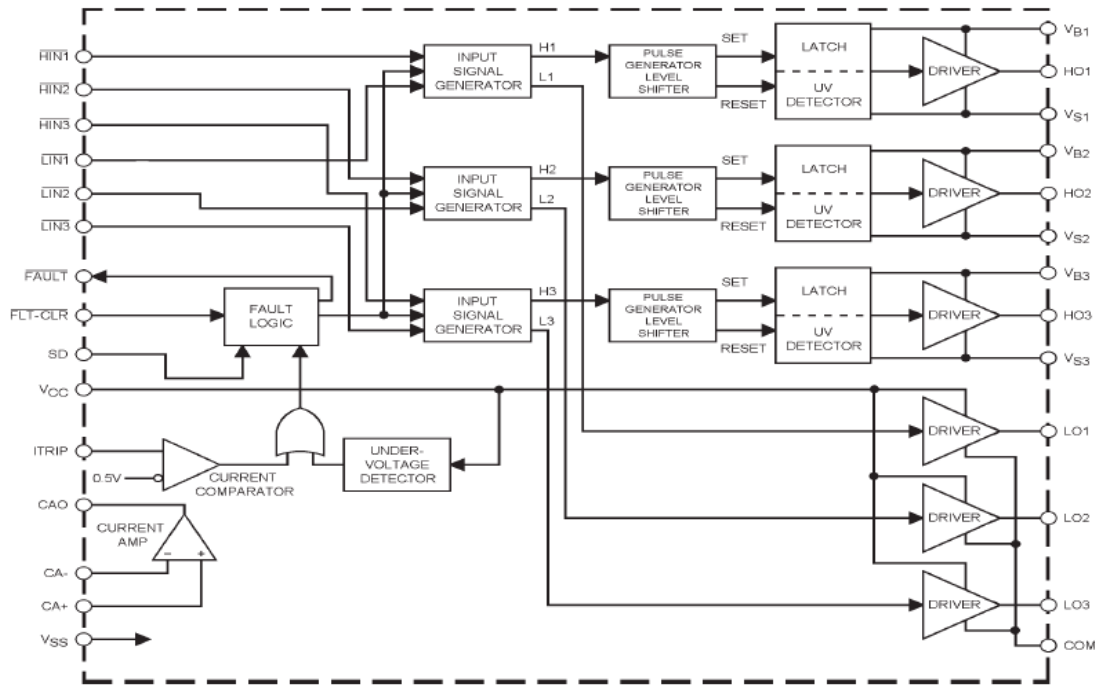 HIN1
HIN2
HIN3
LIN1
LIN2
LIN3
FAULT
FLT-CLR
SD
VCC
ITRIP
0.5V
CAO
CA-
CA+
VSS
INPUT
SIGNAL
GENERATOR
H1
L1
PULSE
GENERATOR
LEVEL
SHIFTER
SET
RESET
LATCH
UV
DETECTOR
DRIVER
VB1
HO1
VS1
INPUT
SIGNAL
GENERATOR
H2
L2
PULSE
GENERATOR
LEVEL
SHIFTER
SET
RESET
LATCH
UV
DETECTOR
DRIVER
VB2
HO2
VS2
FAULT
LOGIC
INPUT
SIGNAL
GENERATOR
H3
L3
PULSE
GENERATOR
LEVEL
SHIFTER
SET
RESET
LATCH
UV
DETECTOR
DRIVER
VB3
HO3
VS3
CURRENT
COMPARATOR
UNDER-
VOLTAGE
DETECTOR
CURRENT
AMP
-
+
DRIVER
LO1
DRIVER
LO2
DRIVER
LO3
COM